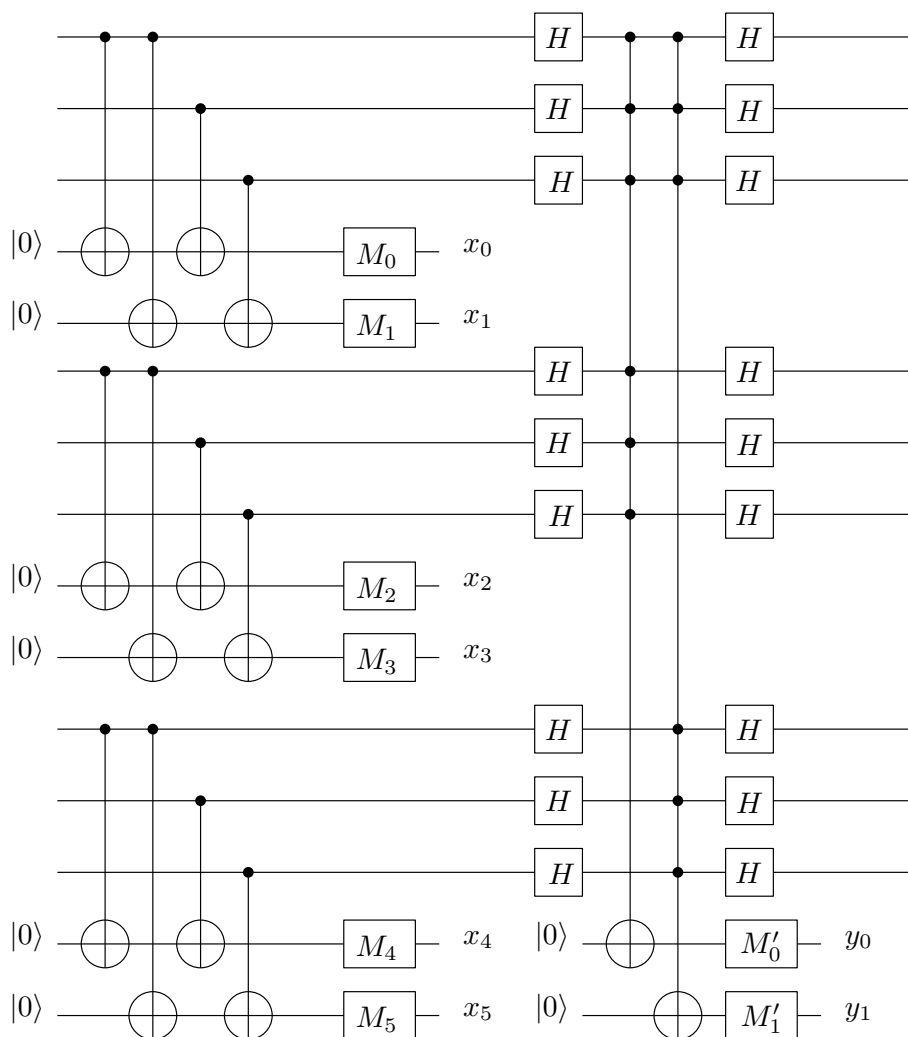 H H
H H
H H
|0⟩ M₀ x₀
|0⟩ M₁ x₁
H H
H H
H H
|0⟩ M₂ x₂
|0⟩ M₃ x₃
H H
H H
H H
|0⟩ M₄ x₄ |0⟩ M′₀ y₀
|0⟩ M₅ x₅ |0⟩ M′₁ y₁